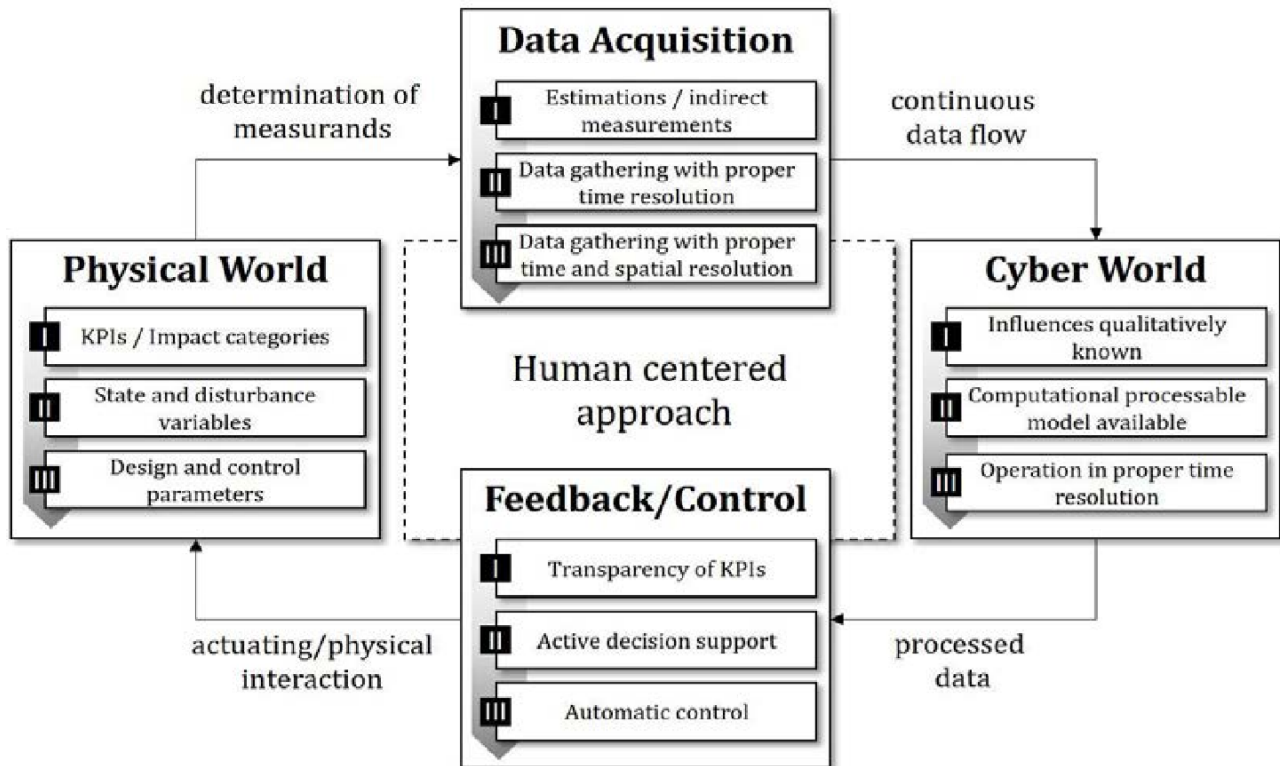 Data Acquisition
I
Estimations / indirect
measurements
II
Data gathering with proper
time resolution
III
Data gathering with proper
time and spatial resolution
determination of
measurands
continuous
data flow
Physical World
I
KPIs / Impact categories
II
State and disturbance
variables
III
Design and control
parameters
Human centered
approach
Cyber World
I
Influences qualitatively
known
II
Computational processable
model available
III
Operation in proper time
resolution
Feedback/Control
I
Transparency of KPIs
II
Active decision support
III
Automatic control
actuating/physical
interaction
processed
data